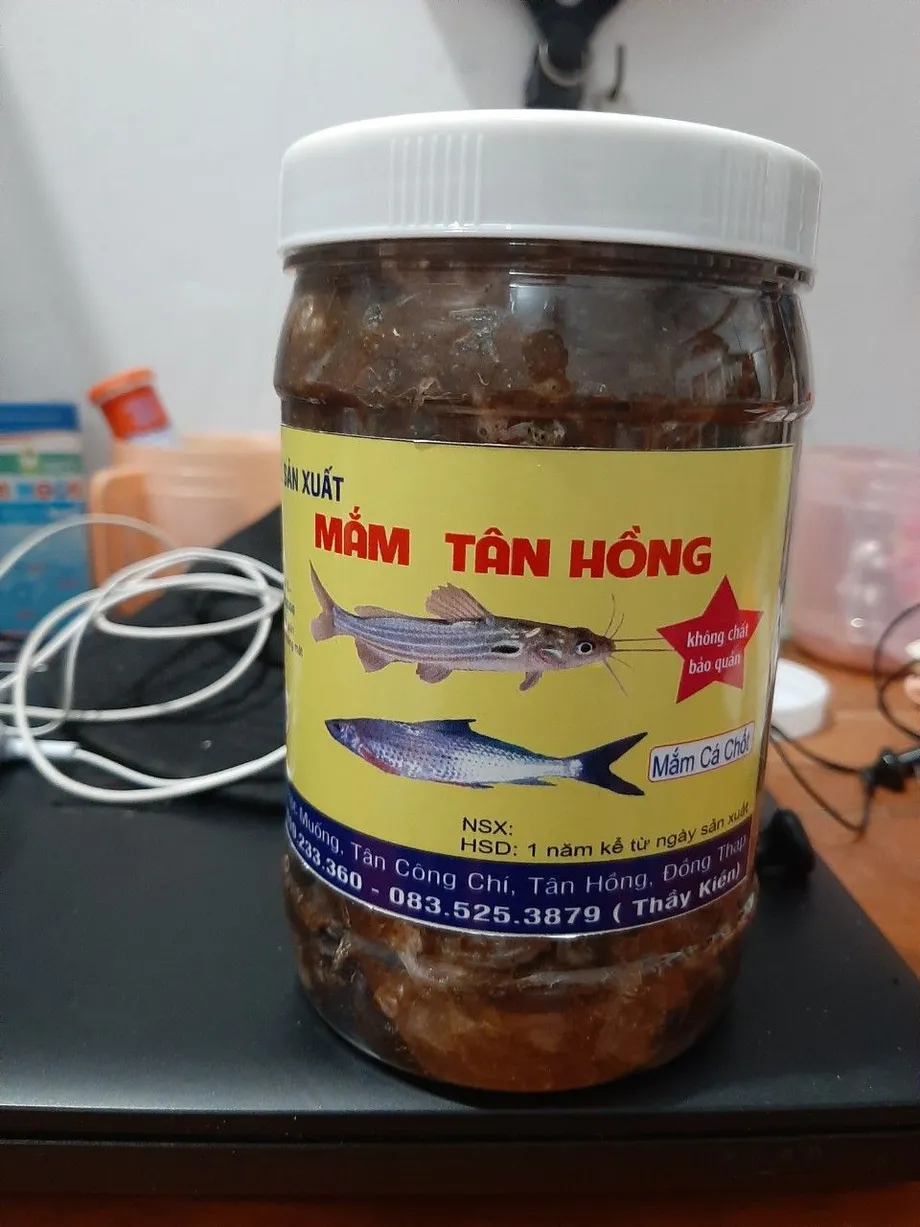 SẢN XUẤT
MẮM TÂN HỒNG
không chất
bảo quản
Mắm Cá Chốt
NSX:
HSD: 1 năm kể từ ngày sản xuất
Muống, Tân Công Chí, Tân Hồng, Đồng Tháp
.233.360 - 083.525.3879 ( Thầy Kiến)